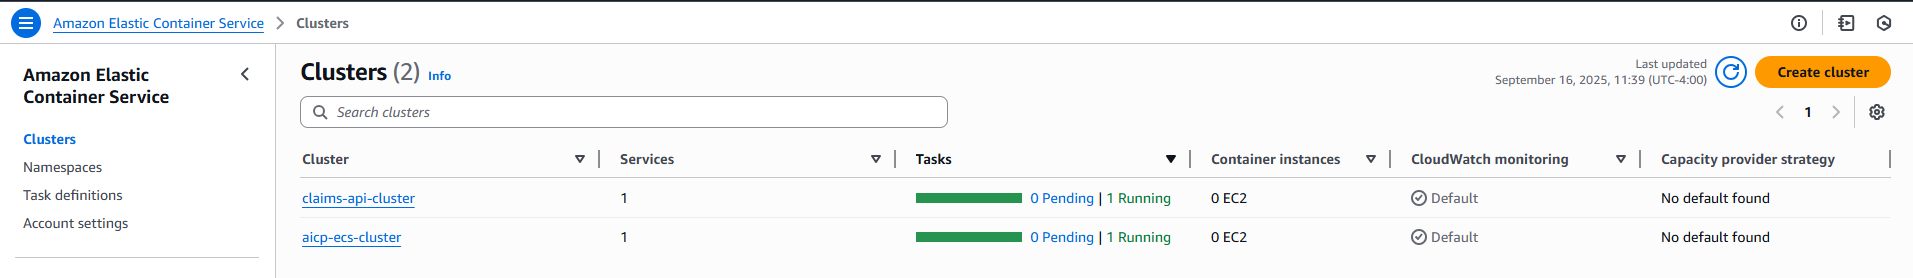 Amazon Elastic Container Service > Clusters
Amazon Elastic
Container Service
Clusters
Namespaces
Task definitions
Account settings
Clusters (2) Info
Last updated
September 16, 2025, 11:39 (UTC-4:00)
Create cluster
Search clusters
1
Cluster Services Tasks Container instances CloudWatch monitoring Capacity provider strategy
claims-api-cluster 1 0 Pending | 1 Running 0 EC2 Default No default found
aicp-ecs-cluster 1 0 Pending | 1 Running 0 EC2 Default No default found